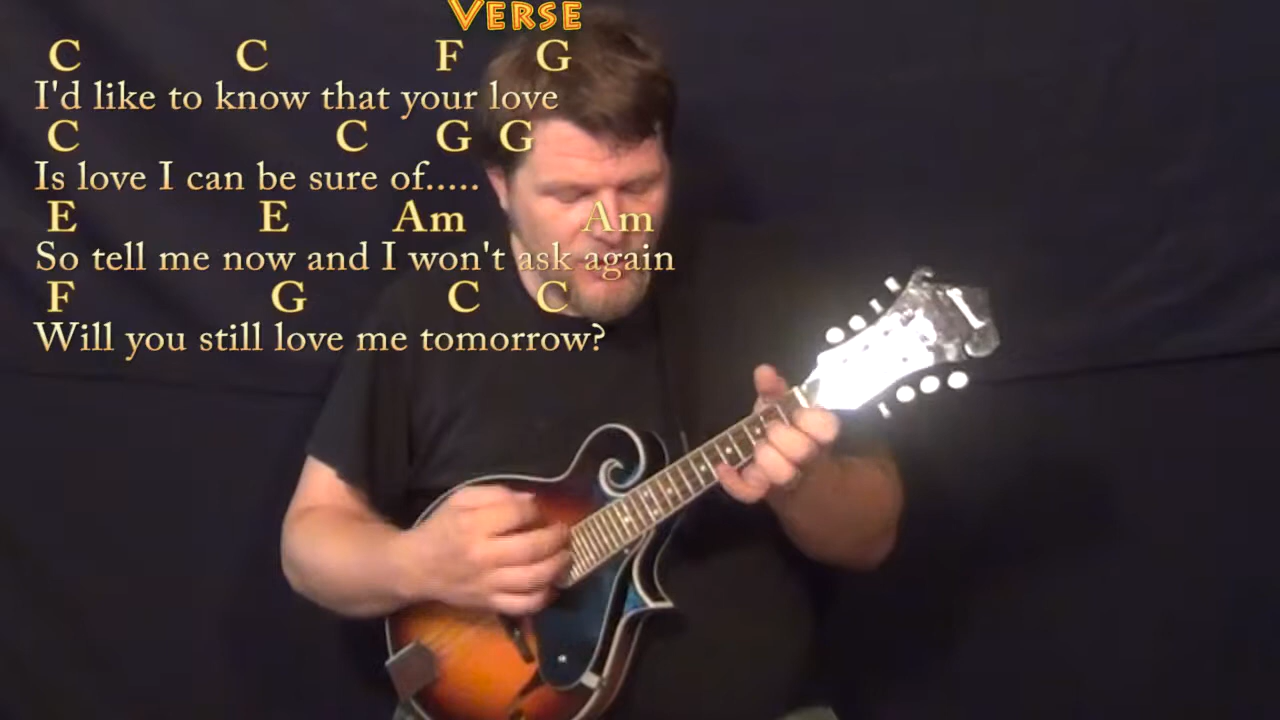 VERSE
C C F G
I'd like to know that your love
C C G G
Is love I can be sure of.....
E E Am Am
So tell me now and I won't ask again
F G C C
Will you still love me tomorrow?